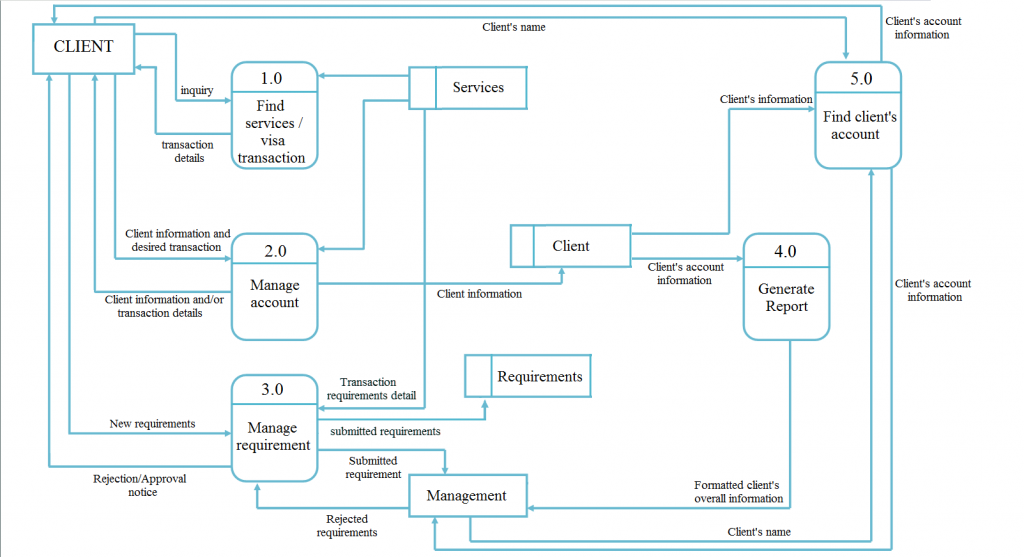 Client's name
Client's account
information
CLIENT
inquiry
transaction
details
1.0
Find
services /
visa
transaction
Services
Client's information
5.0
Find client's
account
Client information and
desired transaction
2.0
Manage
account
Client information and/or
transaction details
Client information
Client
Client's account
information
4.0
Generate
Report
Client's account
information
3.0
Manage
requirement
Transaction
requirements detail
Requirements
New requirements
submitted requirements
Submitted
requirement
Rejection/Approval
notice
Management
Rejected
requirements
Formatted client's
overall information
Client's name